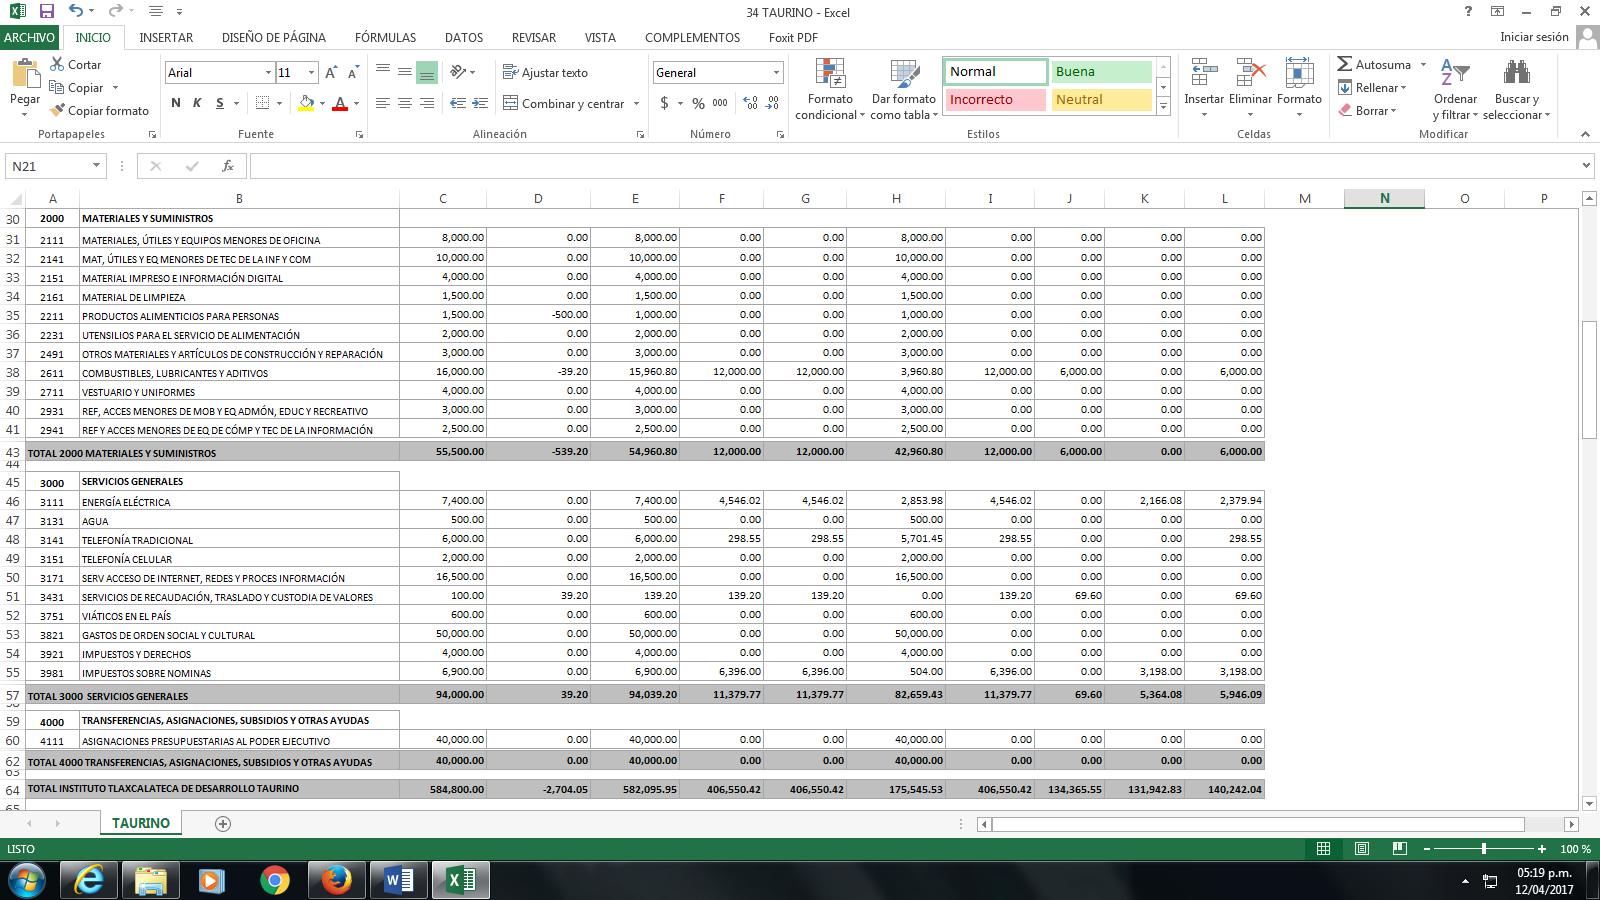 34 TAURINO - Excel
ARCHIVO INICIO INSERTAR DISEÑO DE PÁGINA FÓRMULAS DATOS REVISAR VISTA COMPLEMENTOS Foxit PDF Iniciar sesión
Pegar Cortar Copiar Copiar formato Portapapeles
Arial 11 N K S Fuente
Ajustar texto Combinar y centrar Alineación
General $ % 000 Número
Formato condicional Dar formato como tabla Normal Buena Incorrecto Neutral Estilos
Insertar Eliminar Formato Celdas
Autosuma Rellenar Borrar Ordenar y filtrar Buscar y seleccionar Modificar
N21 fx
A B C D E F G H I J K L M N O P
30 2000 MATERIALES Y SUMINISTROS
31 2111 MATERIALES, ÚTILES Y EQUIPOS MENORES DE OFICINA 8,000.00 0.00 8,000.00 0.00 0.00 8,000.00 0.00 0.00 0.00 0.00
32 2141 MAT, ÚTILES Y EQ MENORES DE TEC DE LA INF Y COM 10,000.00 0.00 10,000.00 0.00 0.00 10,000.00 0.00 0.00 0.00 0.00
33 2151 MATERIAL IMPRESO E INFORMACIÓN DIGITAL 4,000.00 0.00 4,000.00 0.00 0.00 4,000.00 0.00 0.00 0.00 0.00
34 2161 MATERIAL DE LIMPIEZA 1,500.00 0.00 1,500.00 0.00 0.00 1,500.00 0.00 0.00 0.00 0.00
35 2211 PRODUCTOS ALIMENTICIOS PARA PERSONAS 1,500.00 -500.00 1,000.00 0.00 0.00 1,000.00 0.00 0.00 0.00 0.00
36 2231 UTENSILIOS PARA EL SERVICIO DE ALIMENTACIÓN 2,000.00 0.00 2,000.00 0.00 0.00 2,000.00 0.00 0.00 0.00 0.00
37 2491 OTROS MATERIALES Y ARTÍCULOS DE CONSTRUCCIÓN Y REPARACIÓN 3,000.00 0.00 3,000.00 0.00 0.00 3,000.00 0.00 0.00 0.00 0.00
38 2611 COMBUSTIBLES, LUBRICANTES Y ADITIVOS 16,000.00 -39.20 15,960.80 12,000.00 12,000.00 3,960.80 12,000.00 6,000.00 0.00 6,000.00
39 2711 VESTUARIO Y UNIFORMES 4,000.00 0.00 4,000.00 0.00 0.00 4,000.00 0.00 0.00 0.00 0.00
40 2931 REF, ACCES MENORES DE MOB Y EQ ADMÓN, EDUC Y RECREATIVO 3,000.00 0.00 3,000.00 0.00 0.00 3,000.00 0.00 0.00 0.00 0.00
41 2941 REF Y ACCES MENORES DE EQ DE CÓMP Y TEC DE LA INFORMACIÓN 2,500.00 0.00 2,500.00 0.00 0.00 2,500.00 0.00 0.00 0.00 0.00
43 TOTAL 2000 MATERIALES Y SUMINISTROS 55,500.00 -539.20 54,960.80 12,000.00 12,000.00 42,960.80 12,000.00 6,000.00 0.00 6,000.00
44
45 3000 SERVICIOS GENERALES
46 3111 ENERGÍA ELÉCTRICA 7,400.00 0.00 7,400.00 4,546.02 4,546.02 2,853.98 4,546.02 0.00 2,166.08 2,379.94
47 3131 AGUA 500.00 0.00 500.00 0.00 0.00 500.00 0.00 0.00 0.00 0.00
48 3141 TELEFONÍA TRADICIONAL 6,000.00 0.00 6,000.00 298.55 298.55 5,701.45 298.55 0.00 0.00 298.55
49 3151 TELEFONÍA CELULAR 2,000.00 0.00 2,000.00 0.00 0.00 2,000.00 0.00 0.00 0.00 0.00
50 3171 SERV ACCESO DE INTERNET, REDES Y PROCES INFORMACIÓN 16,500.00 0.00 16,500.00 0.00 0.00 16,500.00 0.00 0.00 0.00 0.00
51 3431 SERVICIOS DE RECAUDACIÓN, TRASLADO Y CUSTODIA DE VALORES 100.00 39.20 139.20 139.20 139.20 0.00 139.20 69.60 0.00 69.60
52 3751 VIÁTICOS EN EL PAÍS 600.00 0.00 600.00 0.00 0.00 600.00 0.00 0.00 0.00 0.00
53 3821 GASTOS DE ORDEN SOCIAL Y CULTURAL 50,000.00 0.00 50,000.00 0.00 0.00 50,000.00 0.00 0.00 0.00 0.00
54 3921 IMPUESTOS Y DERECHOS 4,000.00 0.00 4,000.00 0.00 0.00 4,000.00 0.00 0.00 0.00 0.00
55 3981 IMPUESTOS SOBRE NOMINAS 6,900.00 0.00 6,900.00 6,396.00 6,396.00 504.00 6,396.00 0.00 3,198.00 3,198.00
57 TOTAL 3000 SERVICIOS GENERALES 94,000.00 39.20 94,039.20 11,379.77 11,379.77 82,659.43 11,379.77 69.60 5,364.08 5,946.09
59 4000 TRANSFERENCIAS, ASIGNACIONES, SUBSIDIOS Y OTRAS AYUDAS
60 4111 ASIGNACIONES PRESUPUESTARIAS AL PODER EJECUTIVO 40,000.00 0.00 40,000.00 0.00 0.00 40,000.00 0.00 0.00 0.00 0.00
62 TOTAL 4000 TRANSFERENCIAS, ASIGNACIONES, SUBSIDIOS Y OTRAS AYUDAS 40,000.00 0.00 40,000.00 0.00 0.00 40,000.00 0.00 0.00 0.00 0.00
63
64 TOTAL INSTITUTO TLAXCALATECA DE DESARROLLO TAURINO 584,800.00 -2,704.05 582,095.95 406,550.42 406,550.42 175,545.53 406,550.42 134,365.55 131,942.83 140,242.04
65
TAURINO
LISTO 100 %
05:19 p.m.
12/04/2017